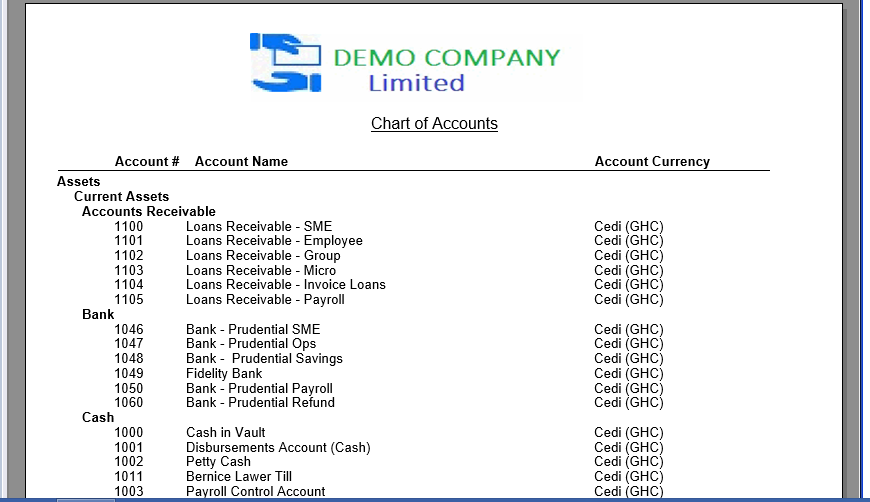 DEMO COMPANY
Limited
Chart of Accounts
Account # Account Name Account Currency
Assets
Current Assets
Accounts Receivable
1100 Loans Receivable - SME Cedi (GHC)
1101 Loans Receivable - Employee Cedi (GHC)
1102 Loans Receivable - Group Cedi (GHC)
1103 Loans Receivable - Micro Cedi (GHC)
1104 Loans Receivable - Invoice Loans Cedi (GHC)
1105 Loans Receivable - Payroll Cedi (GHC)
Bank
1046 Bank - Prudential SME Cedi (GHC)
1047 Bank - Prudential Ops Cedi (GHC)
1048 Bank - Prudential Savings Cedi (GHC)
1049 Fidelity Bank Cedi (GHC)
1050 Bank - Prudential Payroll Cedi (GHC)
1060 Bank - Prudential Refund Cedi (GHC)
Cash
1000 Cash in Vault Cedi (GHC)
1001 Disbursements Account (Cash) Cedi (GHC)
1002 Petty Cash Cedi (GHC)
1011 Bernice Lawer Till Cedi (GHC)
1003 Payroll Control Account Cedi (GHC)